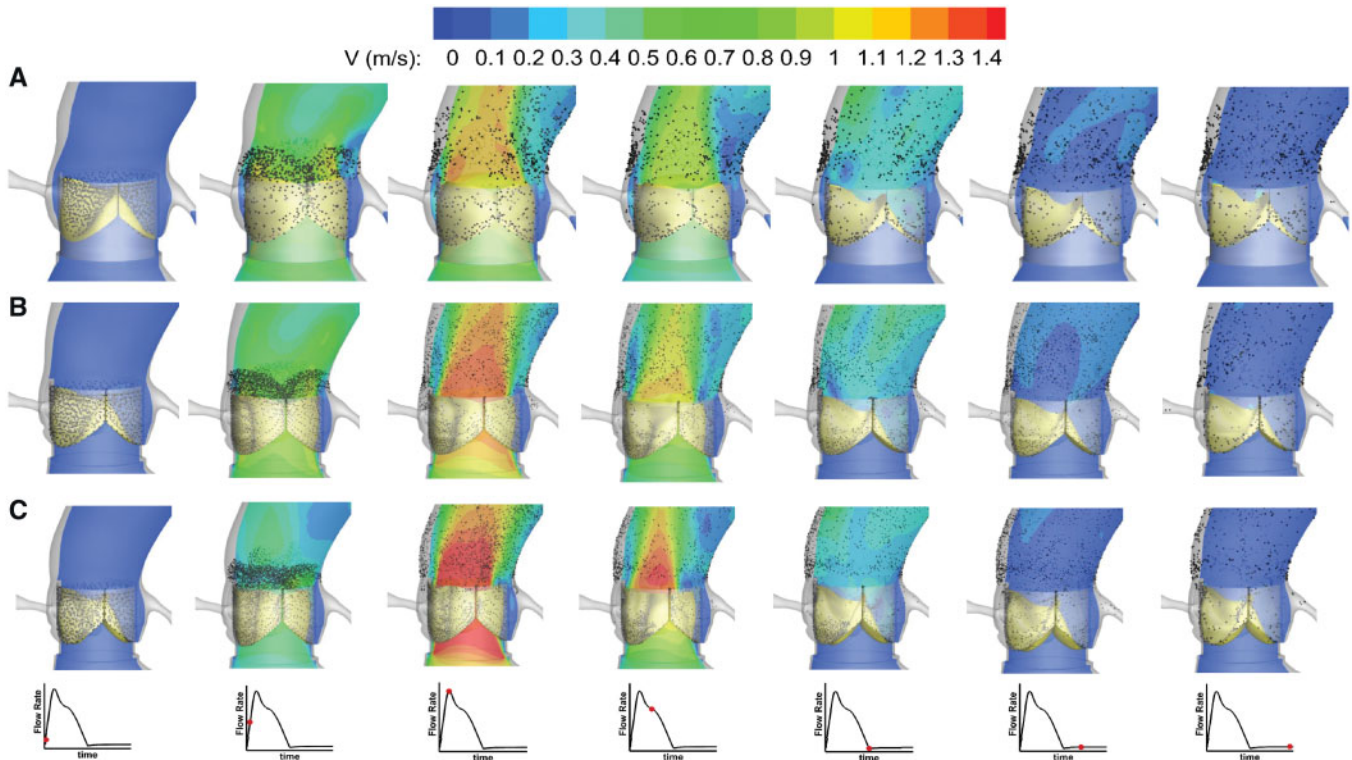 V (m/s): 0 0.1 0.2 0.3 0.4 0.5 0.6 0.7 0.8 0.9 1 1.1 1.2 1.3 1.4
A
B
C
Flow Rate Flow Rate Flow Rate Flow Rate Flow Rate Flow Rate Flow Rate
time time time time time time time